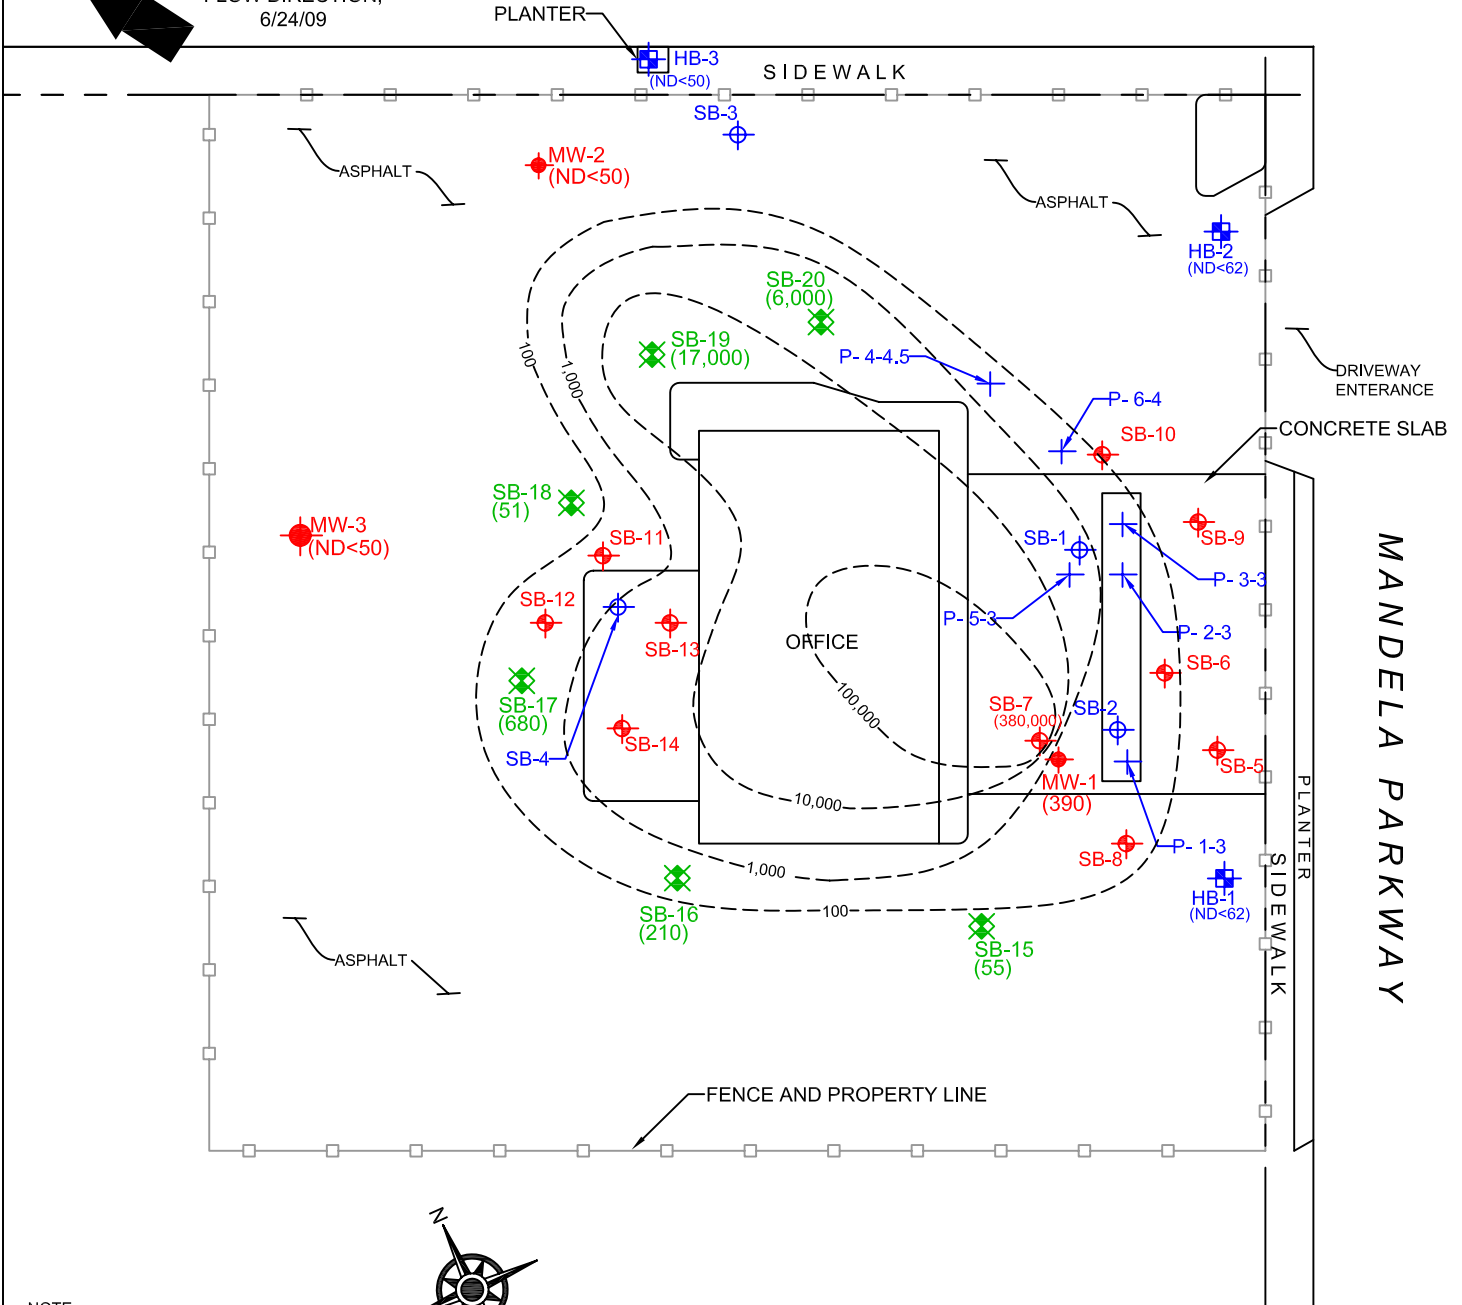 FLOW DIRECTION,
6/24/09
PLANTER
HB-3
(ND<50)
SIDEWALK
SB-3
MW-2
(ND<50)
ASPHALT
ASPHALT
HB-2
(ND<62)
SB-20
(6,000)
SB-19
(17,000)
P- 4-4.5
100
1,000
DRIVEWAY
ENTERANCE
P- 6-4
SB-10
CONCRETE SLAB
SB-18
(51)
MW-3
(ND<50)
SB-11
SB-1
SB-9
P- 3-3
SB-12
P- 5-3
P- 2-3
SB-13
OFFICE
SB-6
SB-17
(680)
100,000
SB-7
(380,000)
SB-2
SB-14
SB-4
SB-5
MW-1
(390)
10,000
MANDELA PARKWAY
PLANTER
SIDEWALK
P- 1-3
SB-8
1,000
HB-1
(ND<62)
100
SB-16
(210)
SB-15
(55)
ASPHALT
FENCE AND PROPERTY LINE
N
NOTE